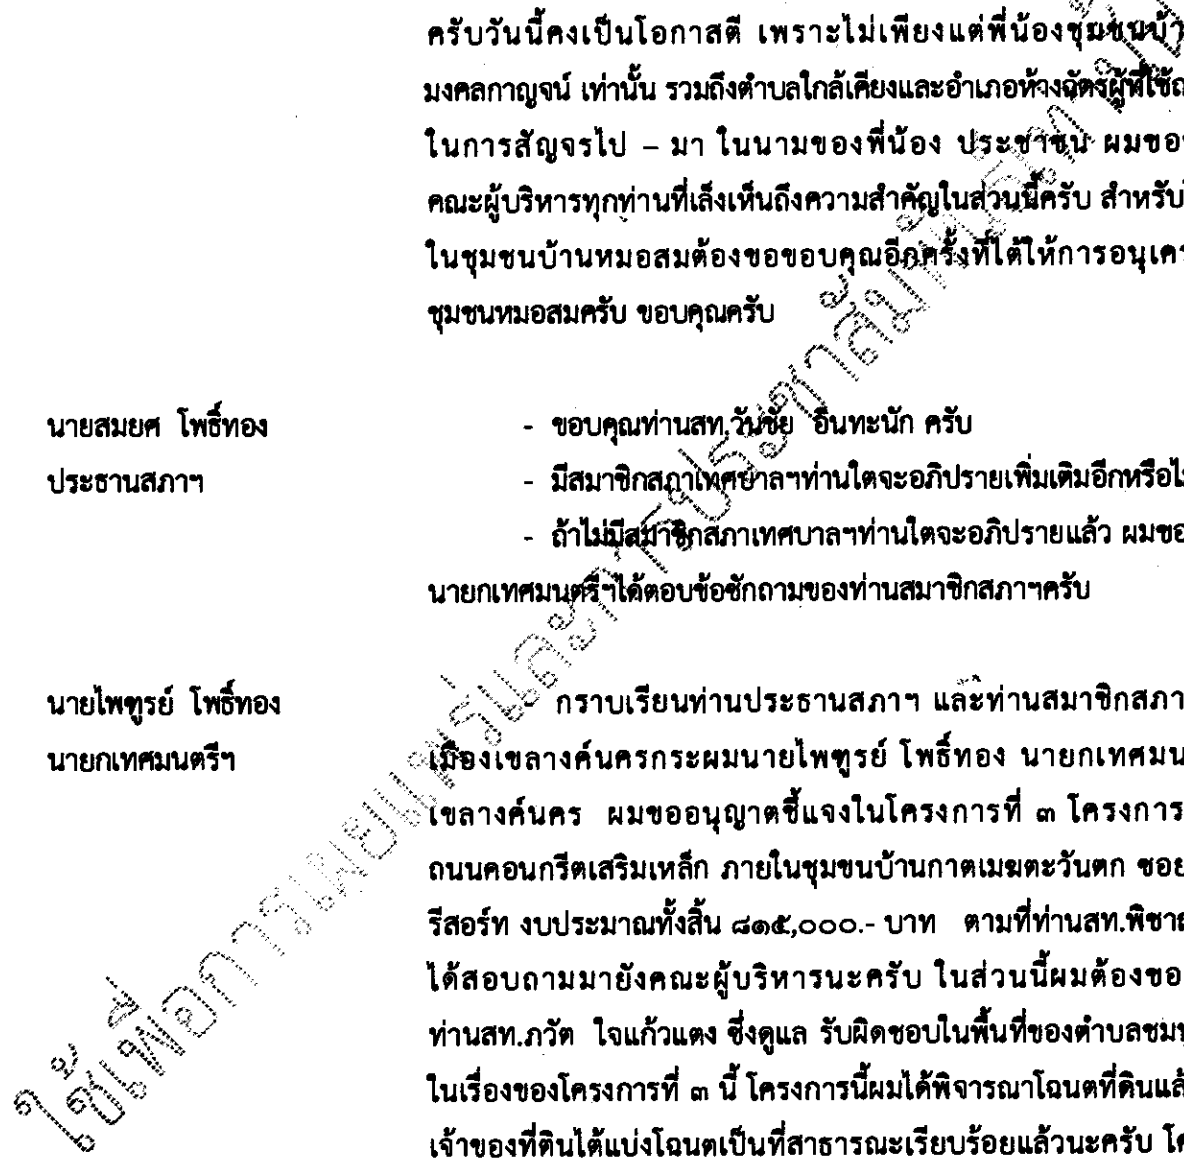 ครับวันนี้คงเป็นโอกาสดี เพราะไม่เพียงแต่พี่น้องชุมชนบ้า
มงคลกาญจน์ เท่านั้น รวมถึงตำบลใกล้เคียงและอำเภอห้างฉัตรผู้ที่ใช้ถ
ในการสัญจรไป – มา ในนามของพี่น้อง ประชาชน ผมขอ
คณะผู้บริหารทุกท่านที่เล็งเห็นถึงความสำคัญในส่วนนี้ครับ สำหรับ
ในชุมชนบ้านหมอสมต้องขอขอบคุณอีกครั้งที่ได้ให้การอนุเคร
ชุมชนหมอสมครับ ขอบคุณครับ
นายสมยศ โพธิ์ทอง - ขอบคุณท่านสท.วันชัย อินทะนัก ครับ
ประธานสภาฯ - มีสมาชิกสภาเทศบาลฯท่านใดจะอภิปรายเพิ่มเติมอีกหรือไ
- ถ้าไม่มีสมาชิกสภาเทศบาลฯท่านใดจะอภิปรายแล้ว ผมขอ
นายกเทศมนตรีฯได้ตอบข้อซักถามของท่านสมาชิกสภาฯครับ
นายไพฑูรย์ โพธิ์ทอง กราบเรียนท่านประธานสภาฯ และท่านสมาชิกสภา
นายกเทศมนตรีฯ เมืองเขลางค์นครกระผมนายไพฑูรย์ โพธิ์ทอง นายกเทศมน
เขลางค์นคร ผมขออนุญาตชี้แจงในโครงการที่ ๓ โครงการ
ถนนคอนกรีตเสริมเหล็ก ภายในชุมชนบ้านกาดเมฆตะวันตก ซอย
รีสอร์ท งบประมาณทั้งสิ้น ๘๑๕,๐๐๐.- บาท ตามที่ท่านสท.พิชา
ได้สอบถามมายังคณะผู้บริหารนะครับ ในส่วนนี้ผมต้องขอ
ท่านสท.ภวัต ใจแก้วแดง ซึ่งดูแล รับผิดชอบในพื้นที่ของตำบลชมพ
ในเรื่องของโครงการที่ ๓ นี้ โครงการนี้ผมได้พิจารณาโฉนดที่ดินแล้
เจ้าของที่ดินได้แบ่งโฉนดเป็นที่สาธารณะเรียบร้อยแล้วนะครับ โค
ใช้เพื่อการเผยแพร่และการประชาสัมพันธ์